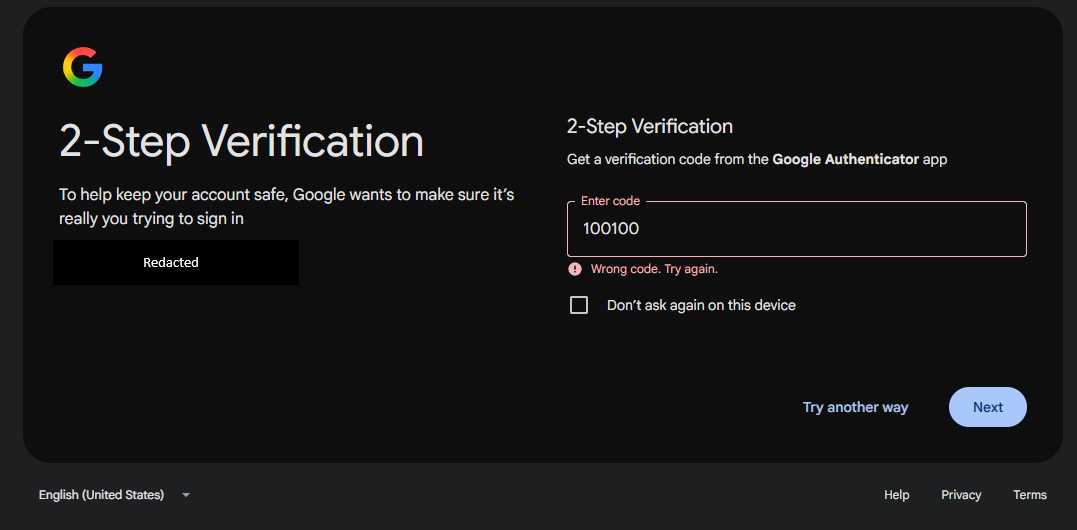 2-Step Verification
To help keep your account safe, Google wants to make sure it's
really you trying to sign in
Redacted
2-Step Verification
Get a verification code from the Google Authenticator app
Enter code
100100
Wrong code. Try again.
Don't ask again on this device
Try another way
Next
English (United States)
Help
Privacy
Terms